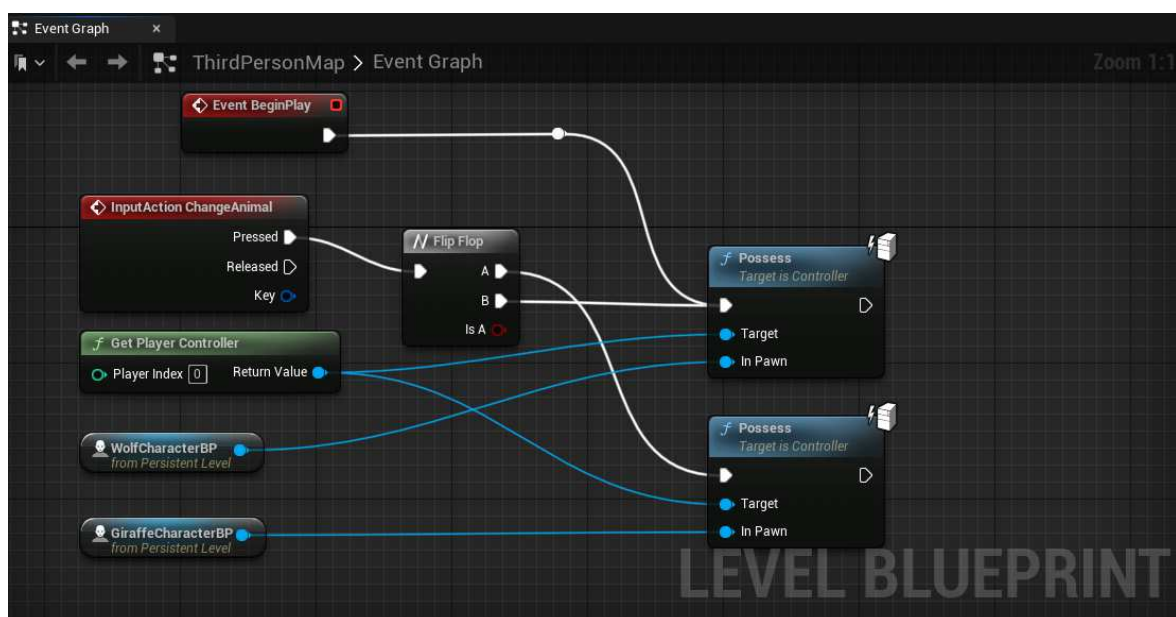 Event Graph ×
ThirdPersonMap > Event Graph
Zoom 1:1
Event BeginPlay
InputAction ChangeAnimal
Pressed
Released
Key
Flip Flop
A
B
Is A
Get Player Controller
Player Index 0 Return Value
WolfCharacterBP
from Persistent Level
GiraffeCharacterBP
from Persistent Level
f Possess
Target is Controller
Target
In Pawn
f Possess
Target is Controller
Target
In Pawn
LEVEL BLUEPRINT